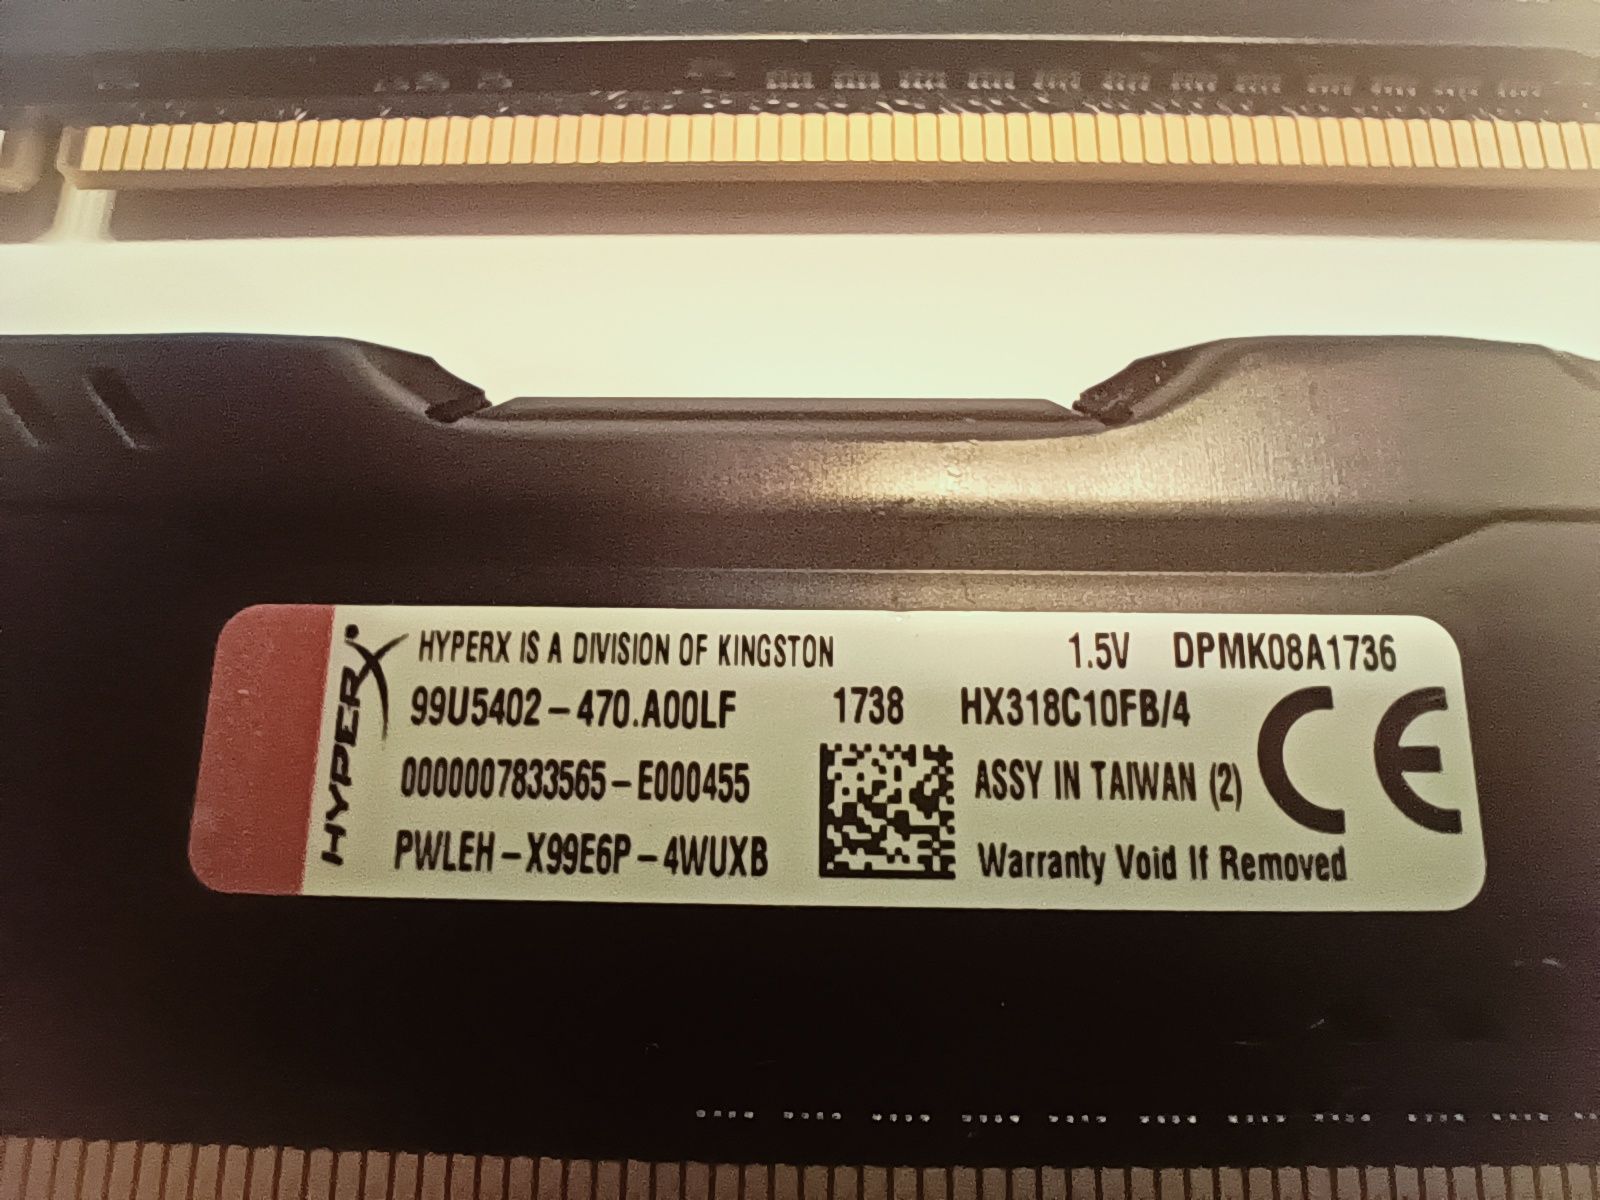 HYPERX
HYPERX IS A DIVISION OF KINGSTON 1.5V DPMK08A1736
99U5402-470.A00LF 1738 HX318C10FB/4
0000007833565-E000455 ASSY IN TAIWAN (2) CE
PWLEH-X99E6P-4WUXB Warranty Void If Removed